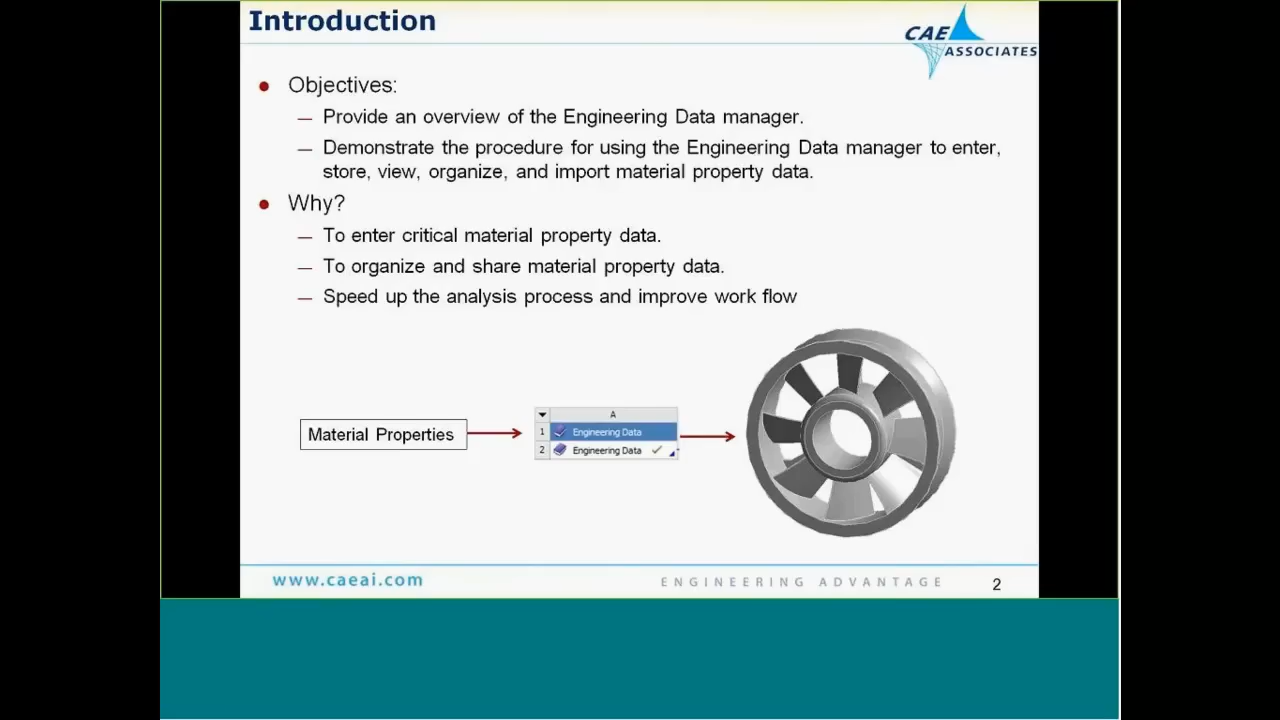 Introduction
CAE
ASSOCIATES
Objectives:
— Provide an overview of the Engineering Data manager.
— Demonstrate the procedure for using the Engineering Data manager to enter,
store, view, organize, and import material property data.
Why?
— To enter critical material property data.
— To organize and share material property data.
— Speed up the analysis process and improve work flow
Material Properties
A
1 Engineering Data
2 Engineering Data
www.caeai.com
ENGINEERING ADVANTAGE
2